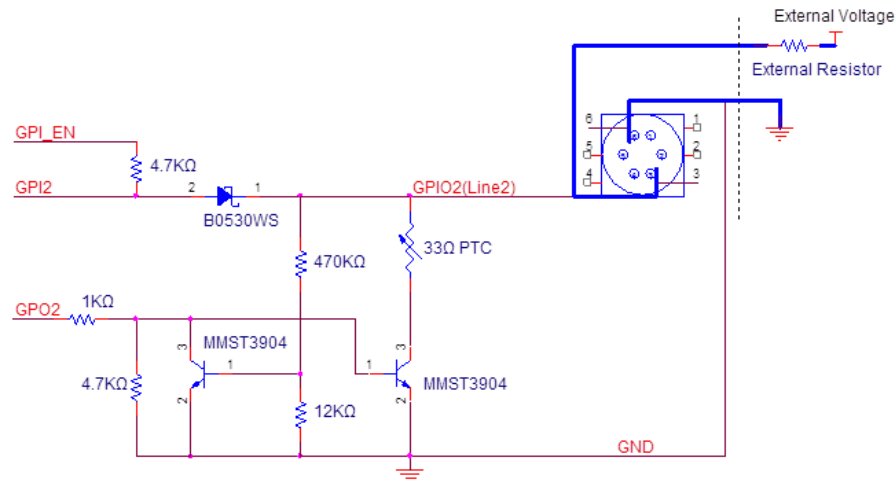 External Voltage
External Resistor
GPI_EN
4.7KΩ
GPI2
2
1
B0530WS
GPIO2(Line2)
6
5
4
1
2
3
470KΩ
33Ω PTC
GPO2
1KΩ
MMST3904
3
1
2
4.7KΩ
12KΩ
3
1
2
MMST3904
GND